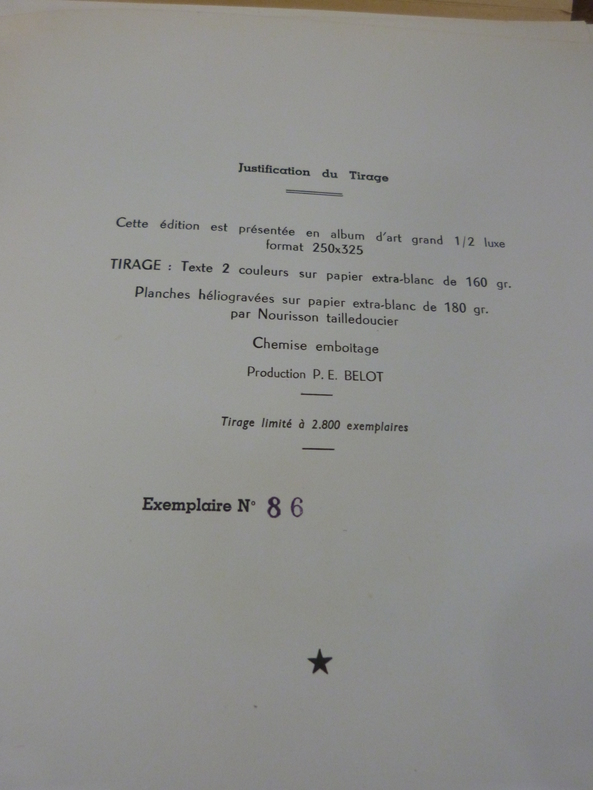 Justification du Tirage
Cette édition est présentée en album d'art grand 1/2 luxe
format 250x325
TIRAGE : Texte 2 couleurs sur papier extra-blanc de 160 gr.
Planches héliogravées sur papier extra-blanc de 180 gr.
par Nourisson tailledoucier
Chemise emboitage
Production P. E. BELOT
Tirage limité à 2.800 exemplaires
Exemplaire N° 86